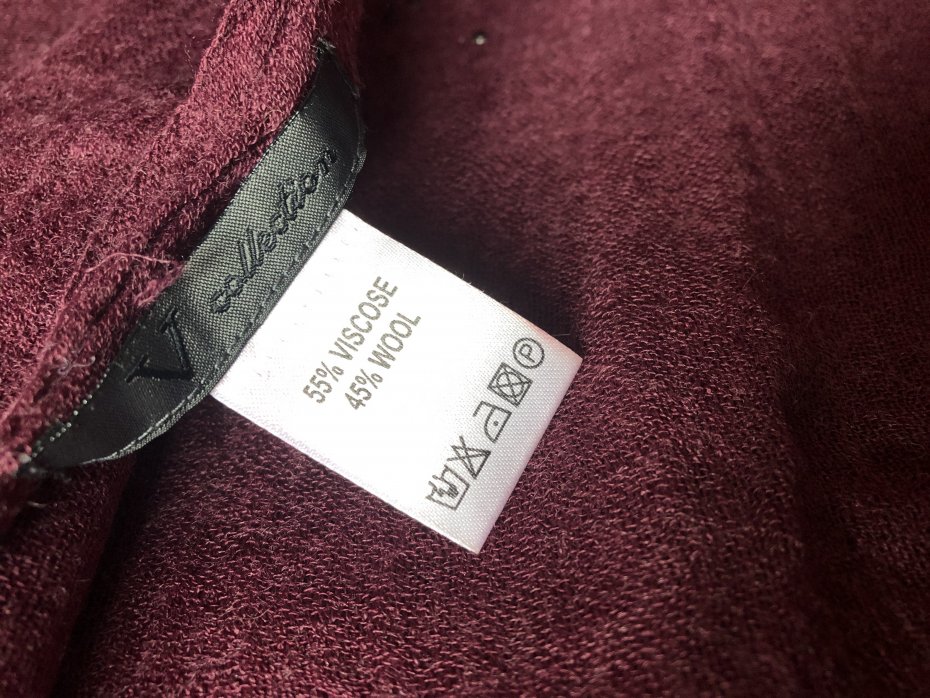 V collection
55% VISCOSE
45% WOOL
P